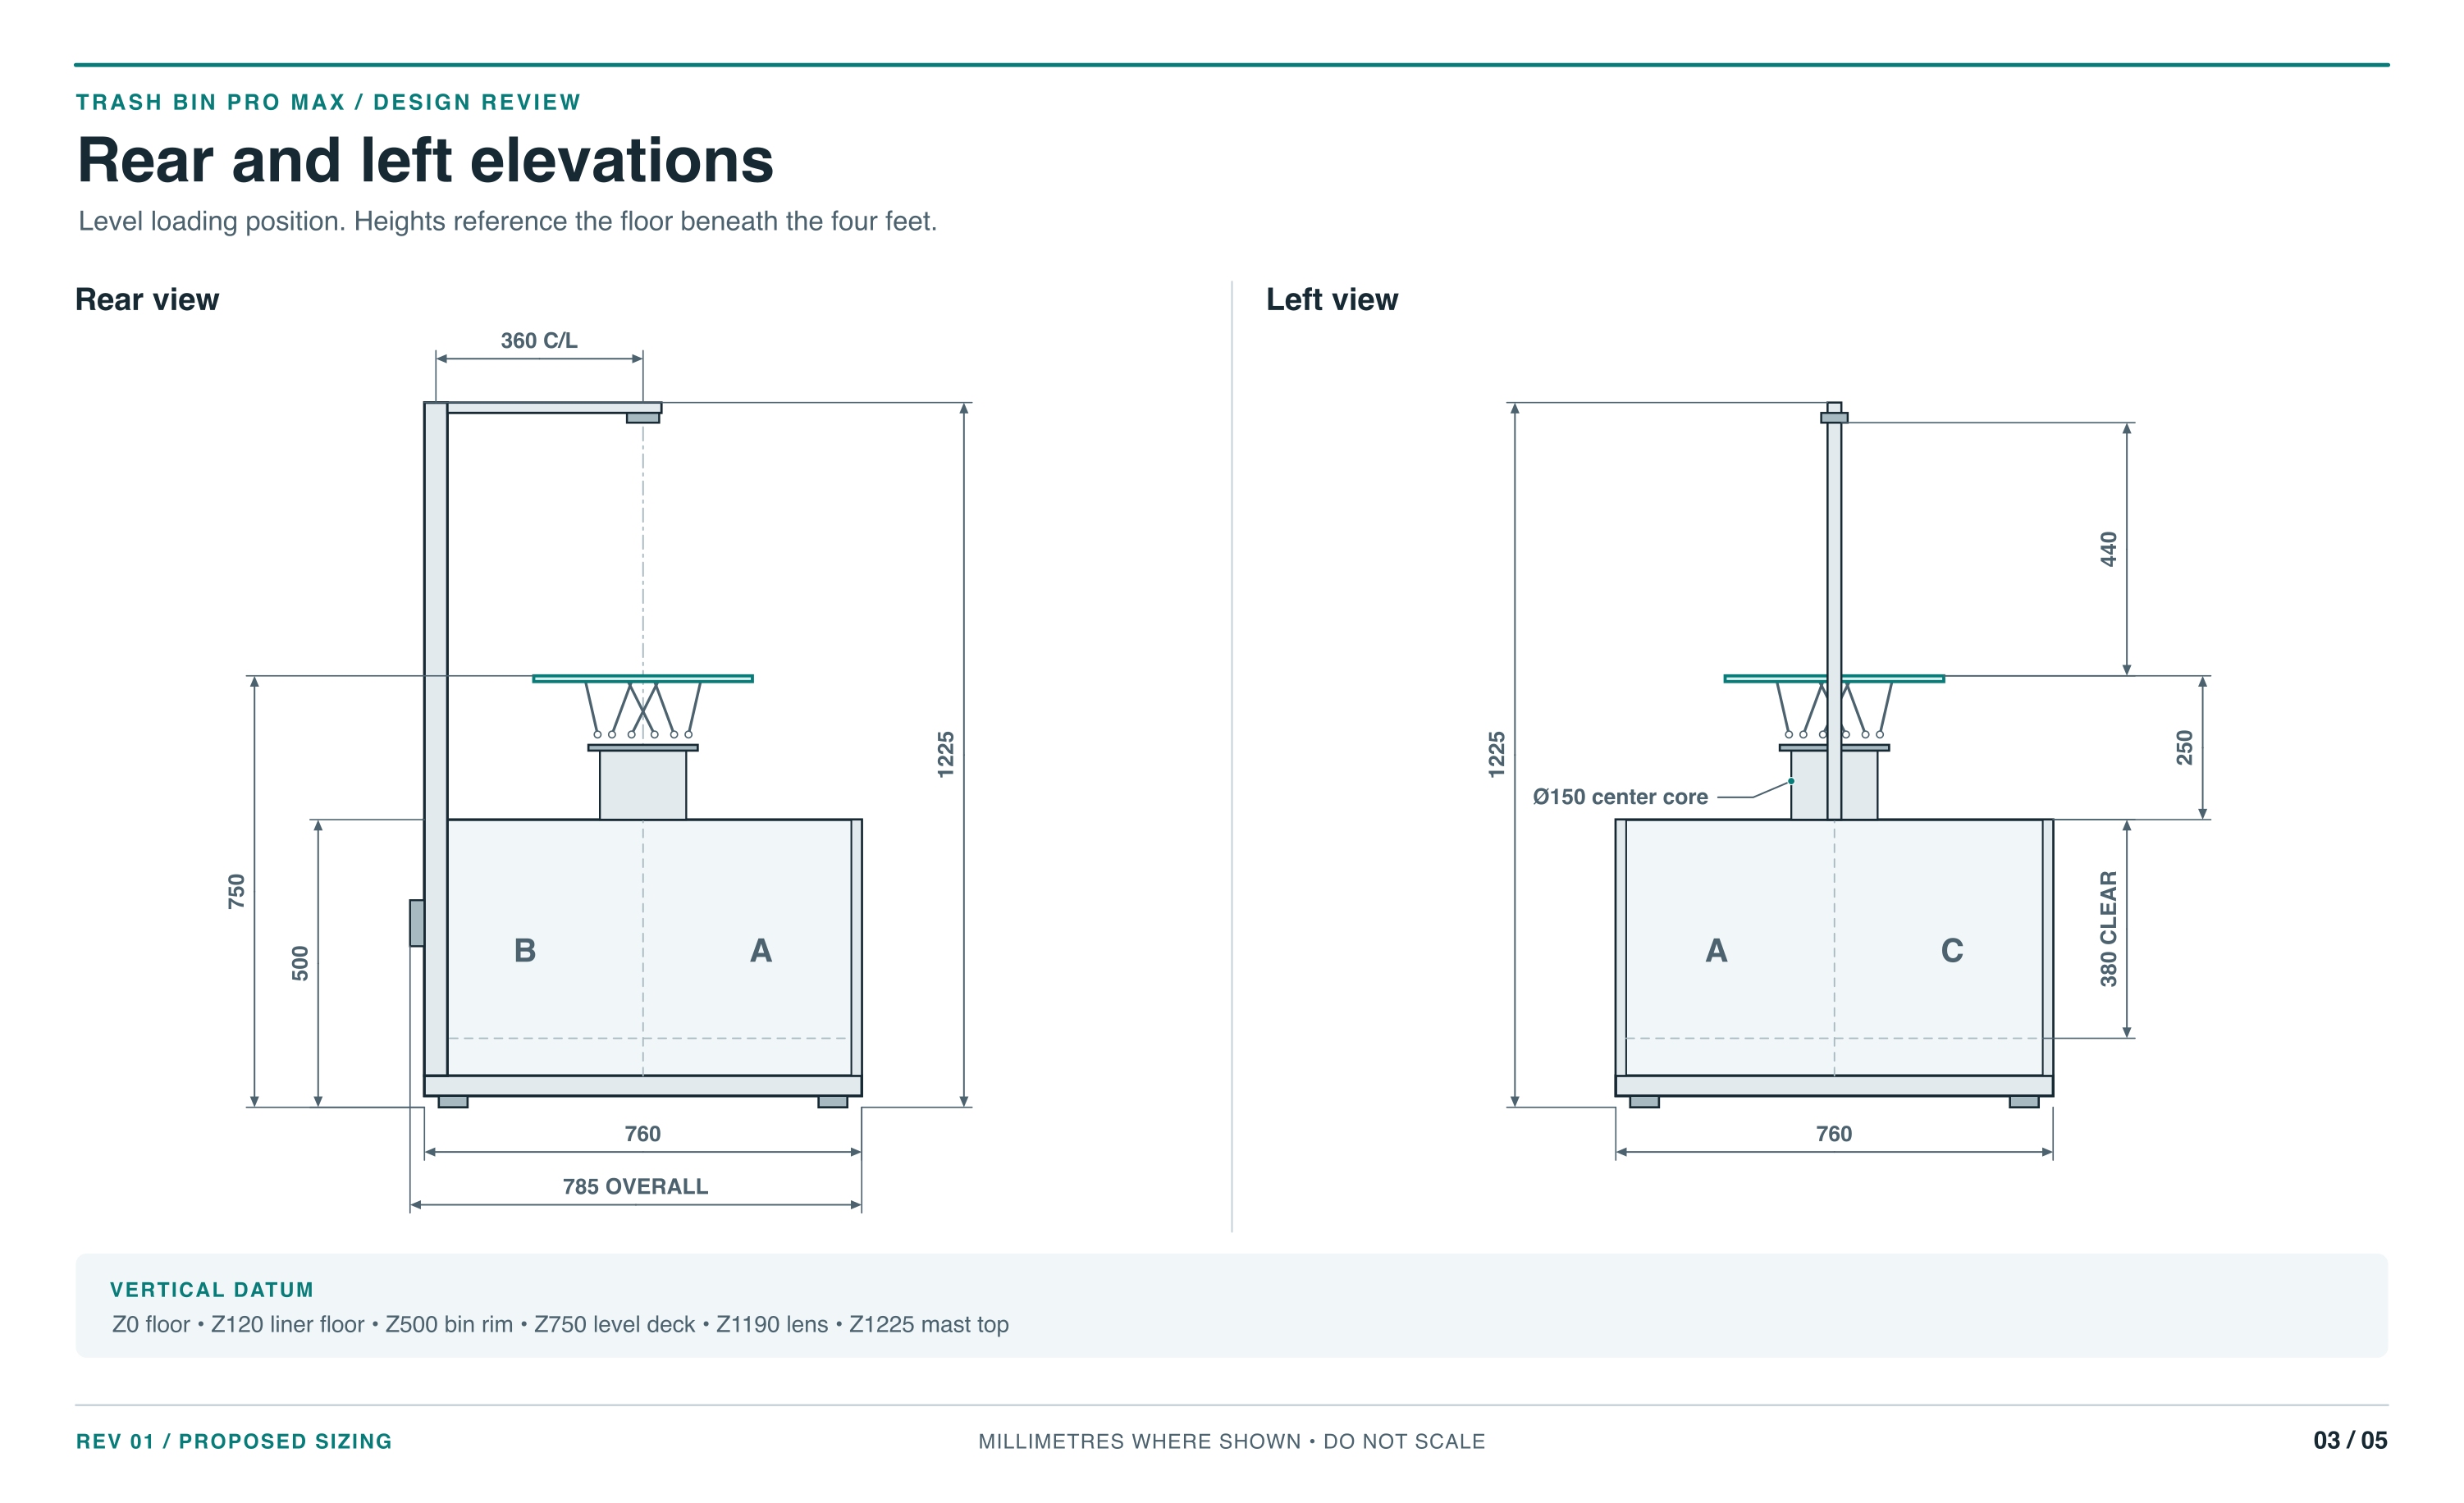 TRASH BIN PRO MAX / DESIGN REVIEW
Rear and left elevations
Level loading position. Heights reference the floor beneath the four feet.
Rear view
360 C/L
1225
750
500
B
A
760
785 OVERALL
Left view
1225
440
250
Ø150 center core
380 CLEAR
A
C
760
VERTICAL DATUM
Z0 floor • Z120 liner floor • Z500 bin rim • Z750 level deck • Z1190 lens • Z1225 mast top
REV 01 / PROPOSED SIZING
MILLIMETRES WHERE SHOWN • DO NOT SCALE
03 / 05